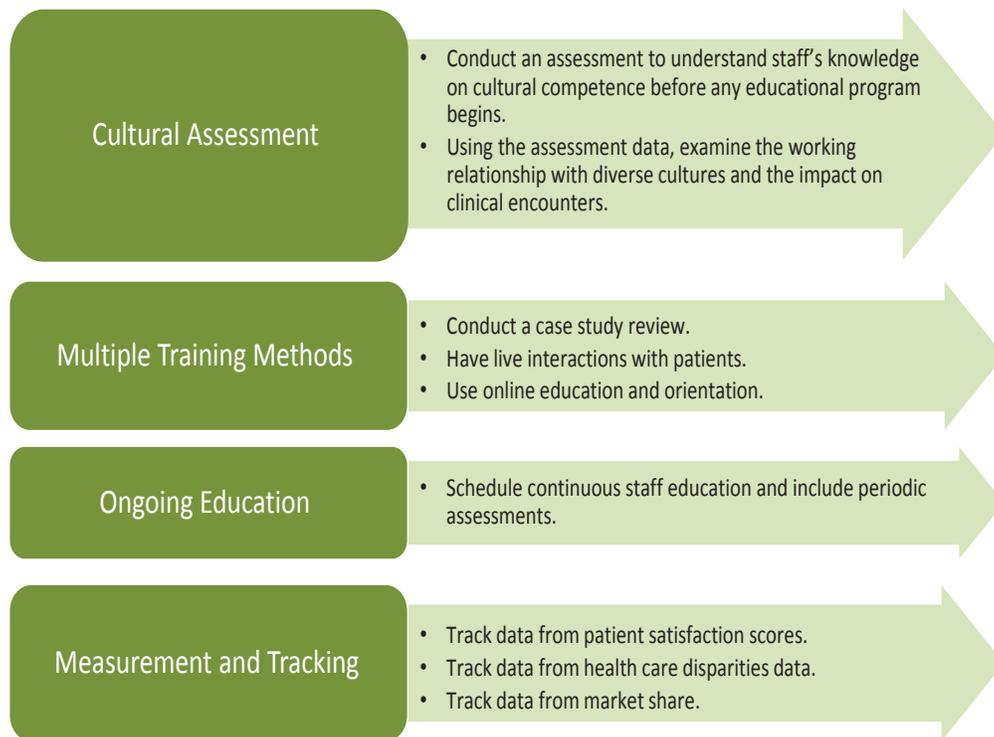 Cultural Assessment
• Conduct an assessment to understand staff's knowledge
on cultural competence before any educational program
begins.
• Using the assessment data, examine the working
relationship with diverse cultures and the impact on
clinical encounters.
Multiple Training Methods
• Conduct a case study review.
• Have live interactions with patients.
• Use online education and orientation.
Ongoing Education
• Schedule continuous staff education and include periodic
assessments.
Measurement and Tracking
• Track data from patient satisfaction scores.
• Track data from health care disparities data.
• Track data from market share.